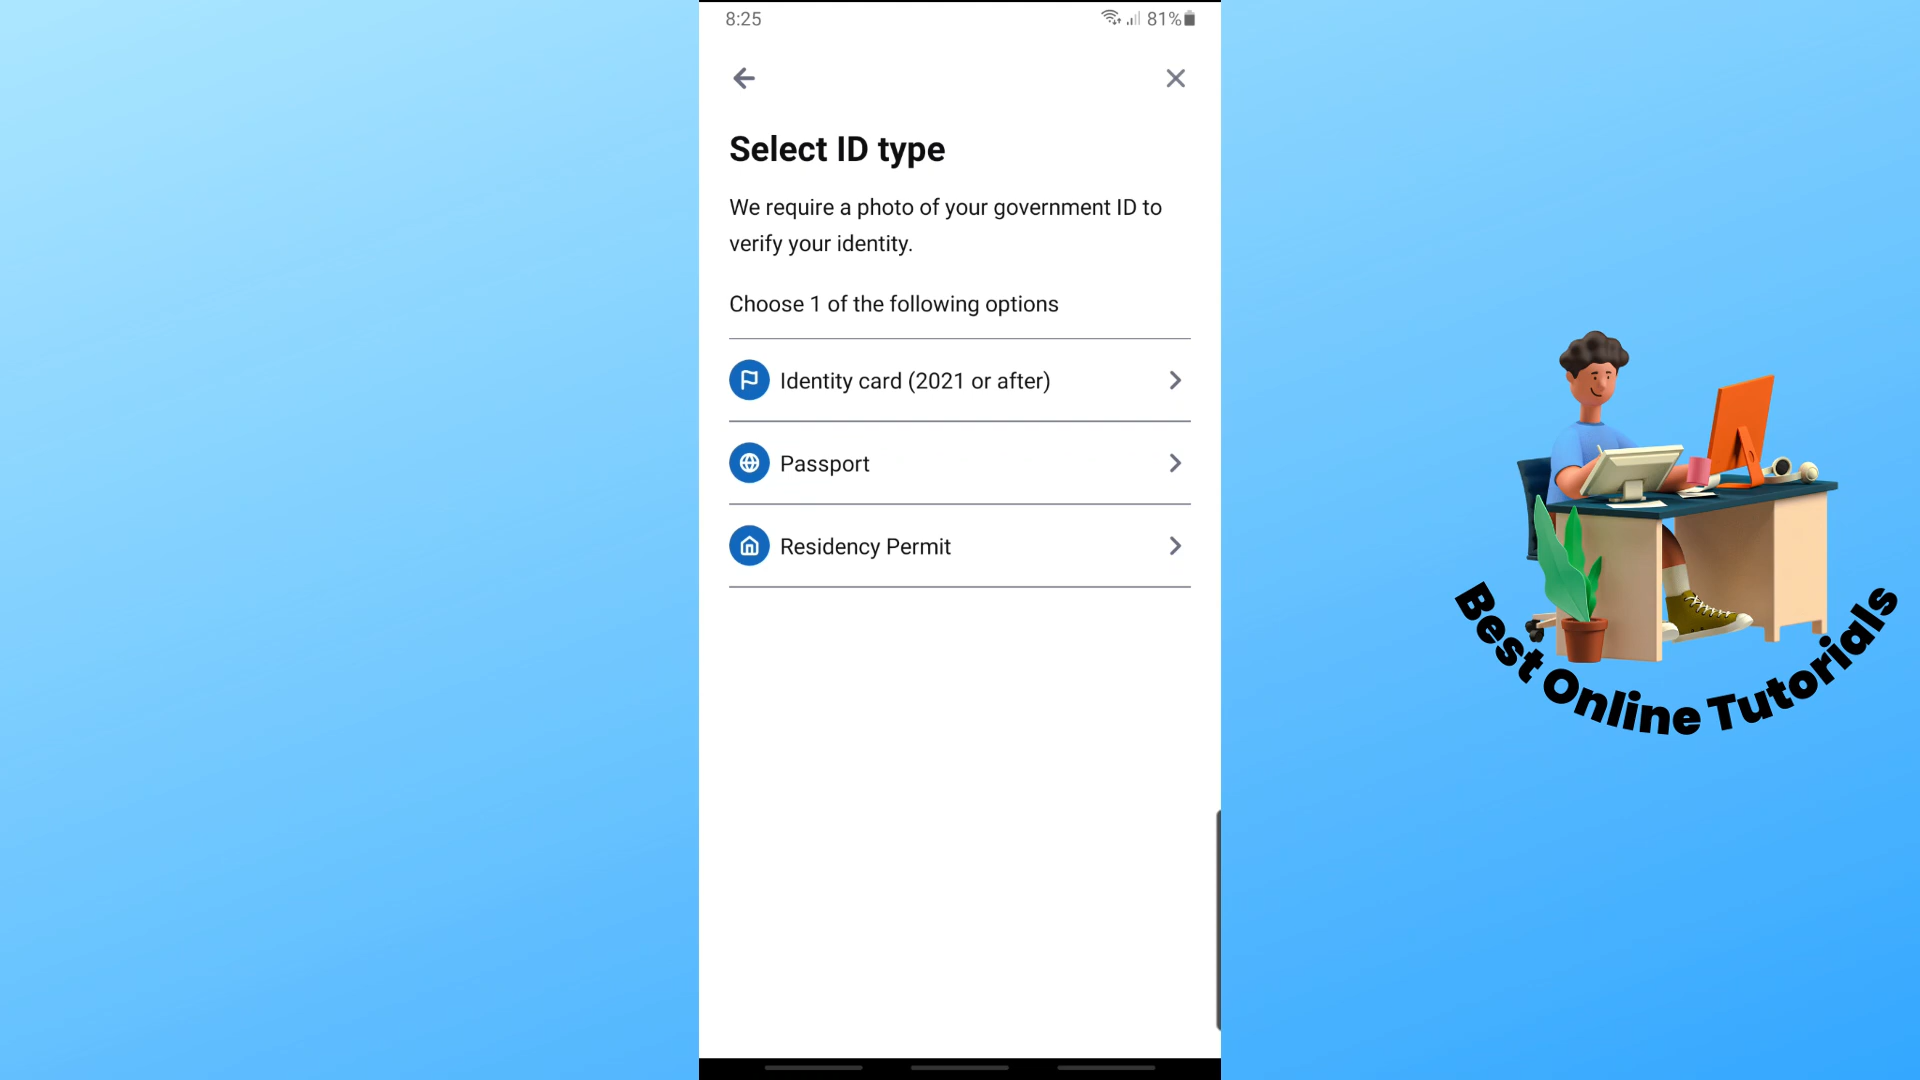 8:25
81%
Select ID type
We require a photo of your government ID to
verify your identity.
Choose 1 of the following options
Identity card (2021 or after)
Passport
Residency Permit
Best Online Tutorials